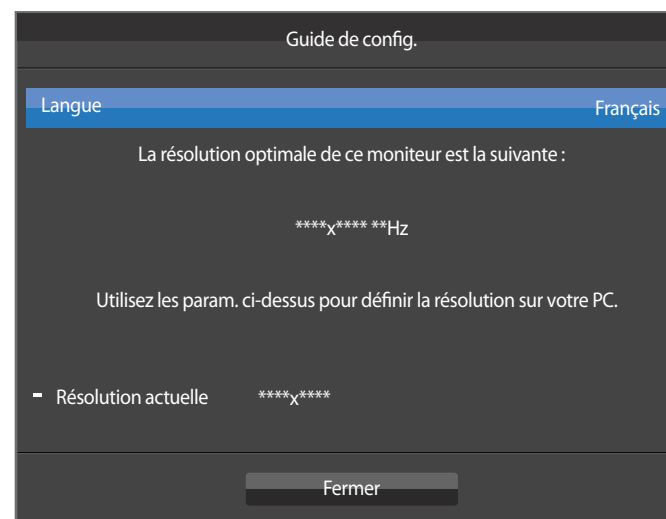 Guide de config.
Langue Français
La résolution optimale de ce moniteur est la suivante :
****x**** **Hz
Utilisez les param. ci-dessus pour définir la résolution sur votre PC.
- Résolution actuelle ****x****
Fermer